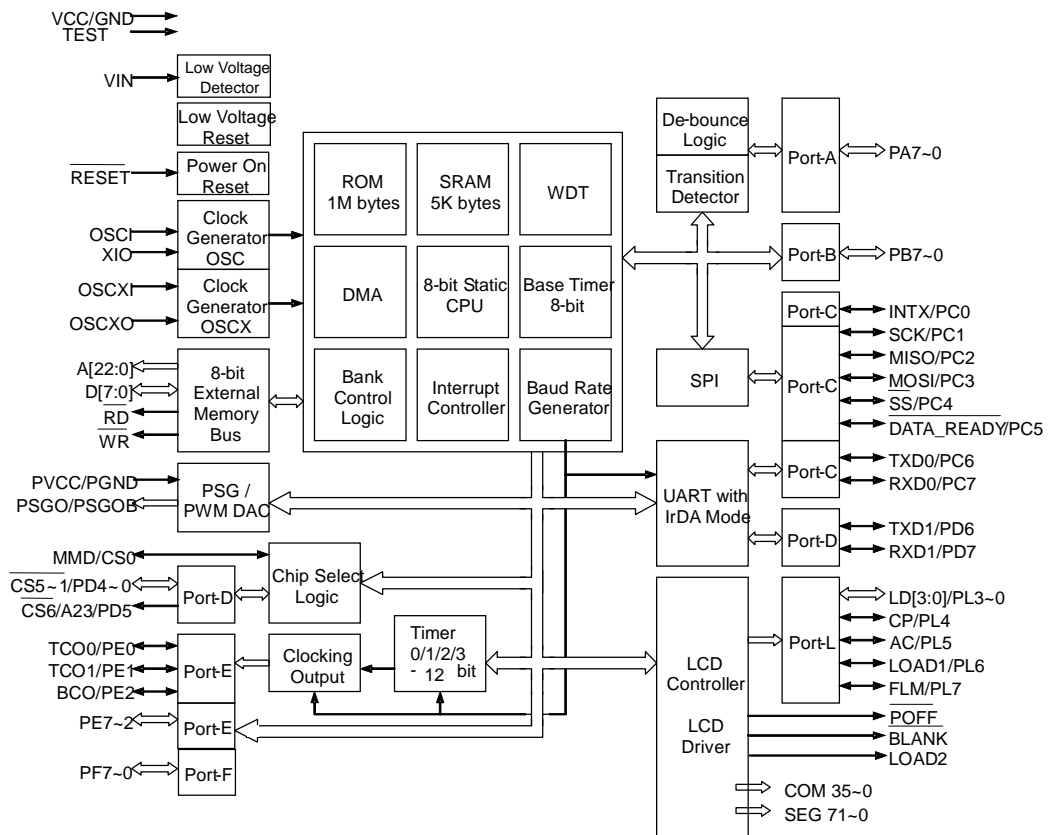 VCC/GND
TEST
VIN
Low Voltage
Detector
Low Voltage
Reset
RESET
Power On
Reset
OSCI
XIO
Clock
Generator
OSC
OSCXI
OSCXO
Clock
Generator
OSCX
A[22:0]
D[7:0]
RD
WR
8-bit
External
Memory
Bus
ROM
1M bytes
SRAM
5K bytes
WDT
DMA
8-bit Static
CPU
Base Timer
8-bit
Bank
Control
Logic
Interrupt
Controller
Baud Rate
Generator
De-bounce
Logic
Transition
Detector
Port-A
PA7~0
Port-B
PB7~0
SPI
Port-C
INTX/PC0
Port-C
SCK/PC1
MISO/PC2
MOSI/PC3
SS/PC4
DATA_READY/PC5
Port-C
TXD0/PC6
RXD0/PC7
UART with
IrDA Mode
Port-D
TXD1/PD6
RXD1/PD7
PVCC/PGND
PSGO/PSGOB
PSG /
PWM DAC
MMD/CS0
CS5~1/PD4~0
CS6/A23/PD5
Port-D
Chip Select
Logic
TCO0/PE0
TCO1/PE1
BCO/PE2
Port-E
Clocking
Output
Timer
0/1/2/3
- 12 bit
PE7~2
Port-E
PF7~0
Port-F
LCD
Controller
LCD
Driver
Port-L
LD[3:0]/PL3~0
CP/PL4
AC/PL5
LOAD1/PL6
FLM/PL7
POFF
BLANK
LOAD2
COM 35~0
SEG 71~0